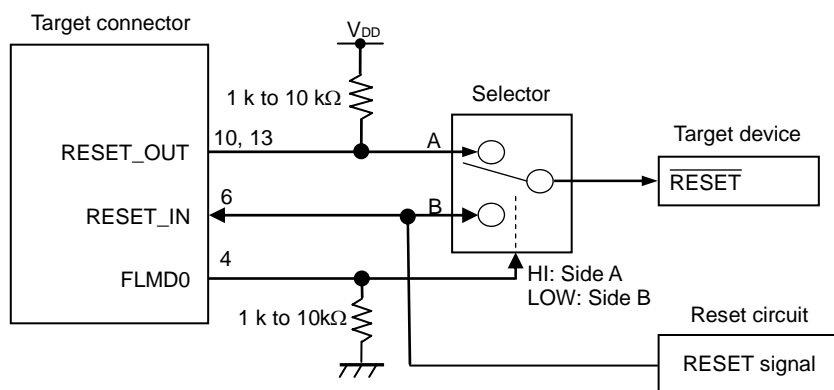 Target connector
VDD
1 k to 10 kΩ
Selector
Target device
RESET_OUT
10, 13
A
RESET
RESET_IN
6
B
FLMD0
4
HI: Side A
LOW: Side B
1 k to 10kΩ
Reset circuit
RESET signal